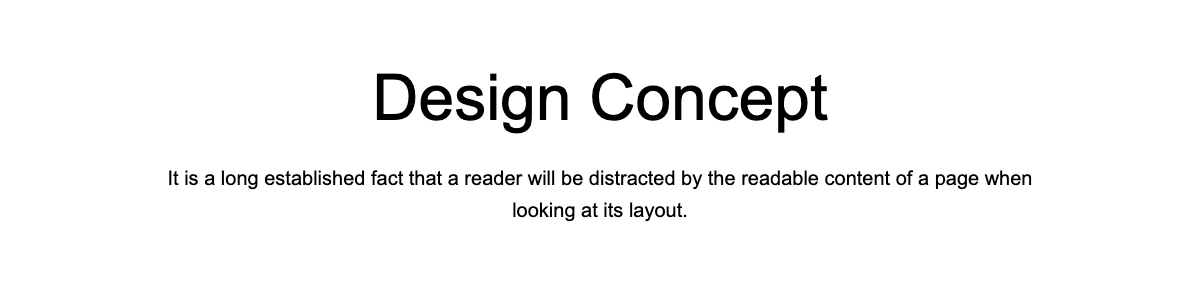 Design Concept
It is a long established fact that a reader will be distracted by the readable content of a page when
looking at its layout.